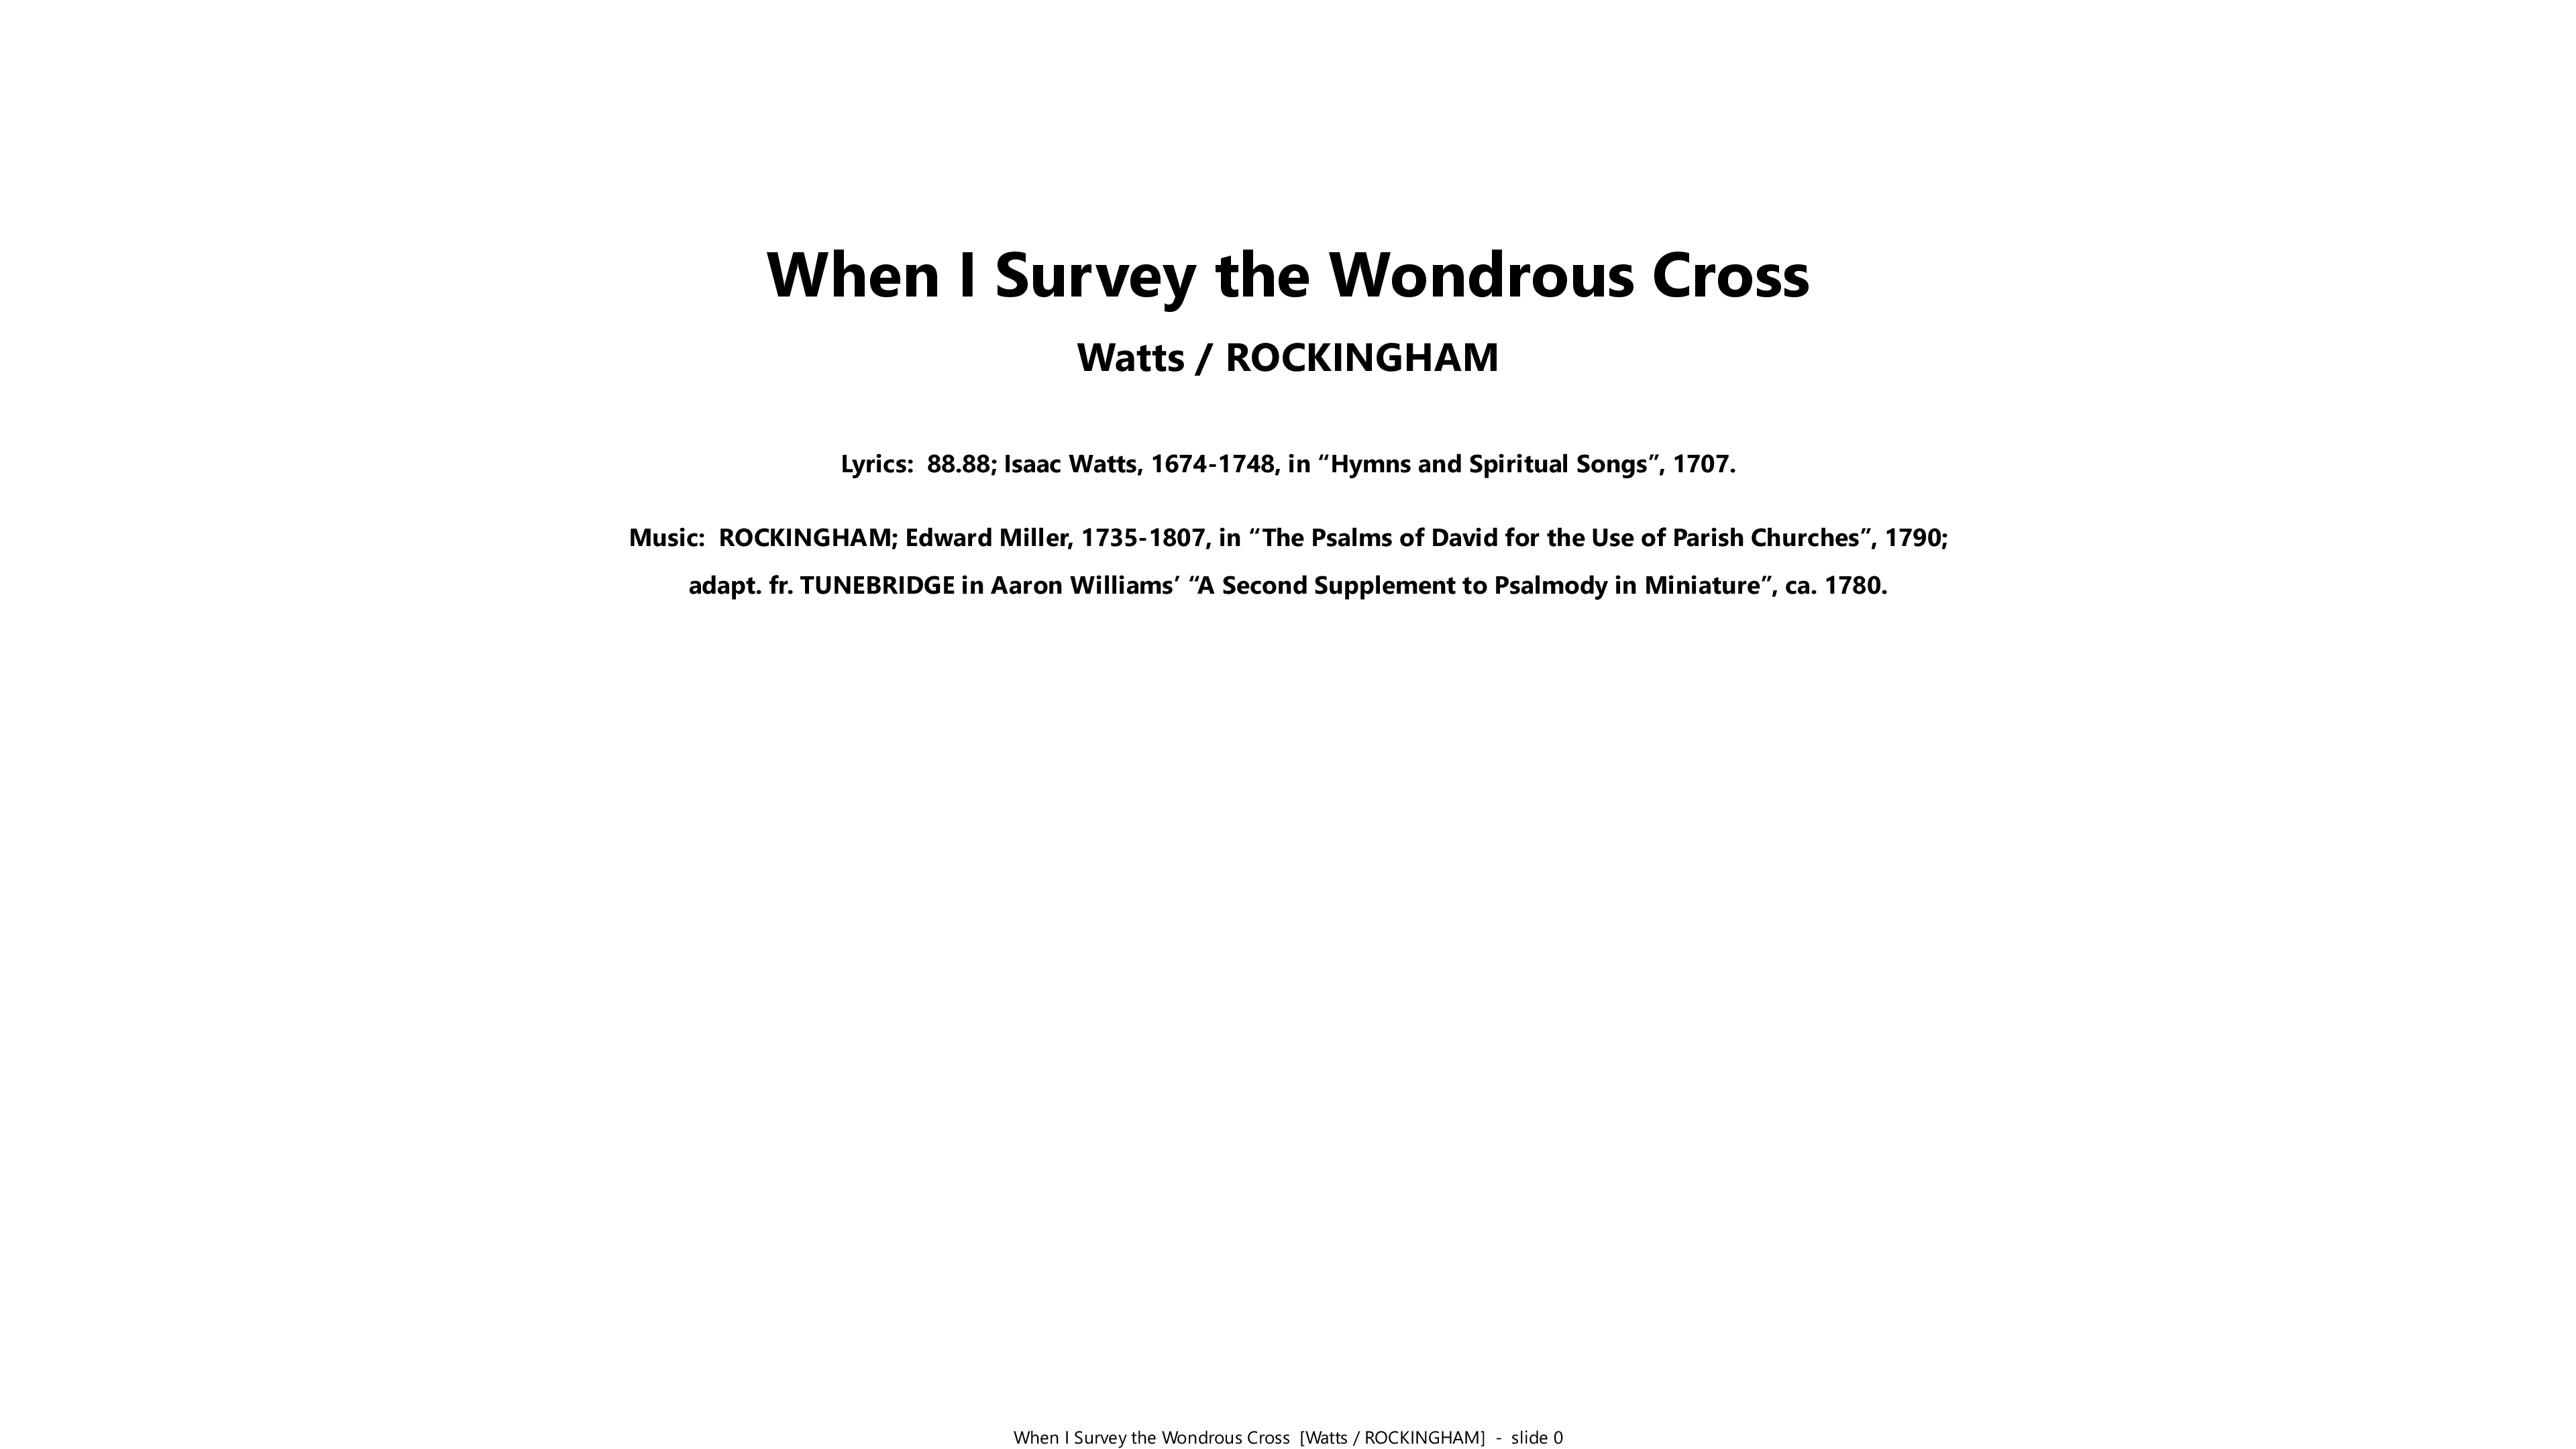 When I Survey the Wondrous Cross
Watts / ROCKINGHAM
Lyrics:  88.88; Isaac Watts, 1674-1748, in “Hymns and Spiritual Songs”, 1707.
Music:  ROCKINGHAM; Edward Miller, 1735-1807, in “The Psalms of David for the Use of Parish Churches”, 1790;
adapt. fr. TUNEBRIDGE in Aaron Williams’ “A Second Supplement to Psalmody in Miniature”, ca. 1780.
When I Survey the Wondrous Cross  [Watts / ROCKINGHAM]  -  slide 0